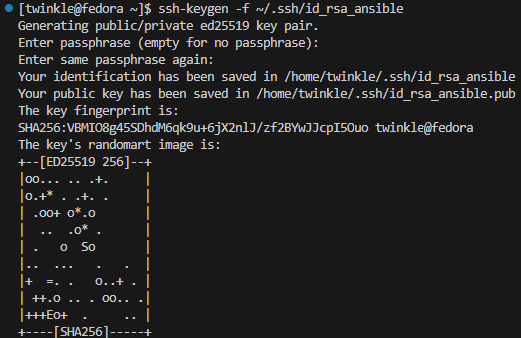 [twinkle@fedora ~]$ ssh-keygen -f ~/.ssh/id_rsa_ansible
Generating public/private ed25519 key pair.
Enter passphrase (empty for no passphrase):
Enter same passphrase again:
Your identification has been saved in /home/twinkle/.ssh/id_rsa_ansible
Your public key has been saved in /home/twinkle/.ssh/id_rsa_ansible.pub
The key fingerprint is:
SHA256:VBMIO8g45SDhdM6qk9u+6jX2nlJ/zf2BYwJJcpI5Ouo twinkle@fedora
The key's randomart image is:
+--[ED25519 256]--+
|oo... .. .+.     |
|o.+* . .+. .     |
| .oo+ o*.o       |
|  ..  .o* .      |
| .   o  So       |
|..  ...   .   .  |
|+  =. .   o..+ . |
| ++.o .. . oo.. .|
|+++Eo+  .     .. |
+----[SHA256]-----+